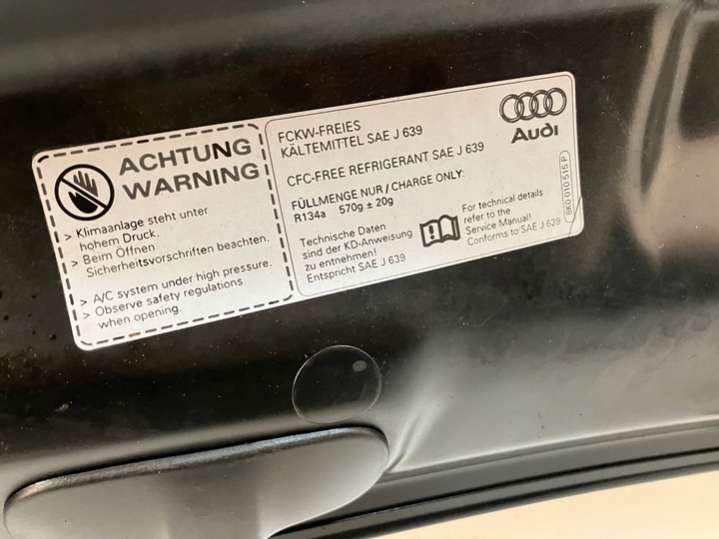 ACHTUNG
WARNING
> Klimaanlage steht unter
hohem Druck.
> Beim Öffnen
Sicherheitsvorschriften beachten.
> A/C system under high pressure.
> Observe safety regulations
when opening.
FCKW-FREIES
KÄLTEMITTEL SAE J 639
CFC-FREE REFRIGERANT SAE J 639
FÜLLMENGE NUR / CHARGE ONLY:
R134a 570g ± 20g
Technische Daten
sind der KD-Anweisung
zu entnehmen!
Entspricht SAE J 639
For technical details
refer to the
Service Manual!
Conforms to SAE J 639
Audi
8K0 010 515 P